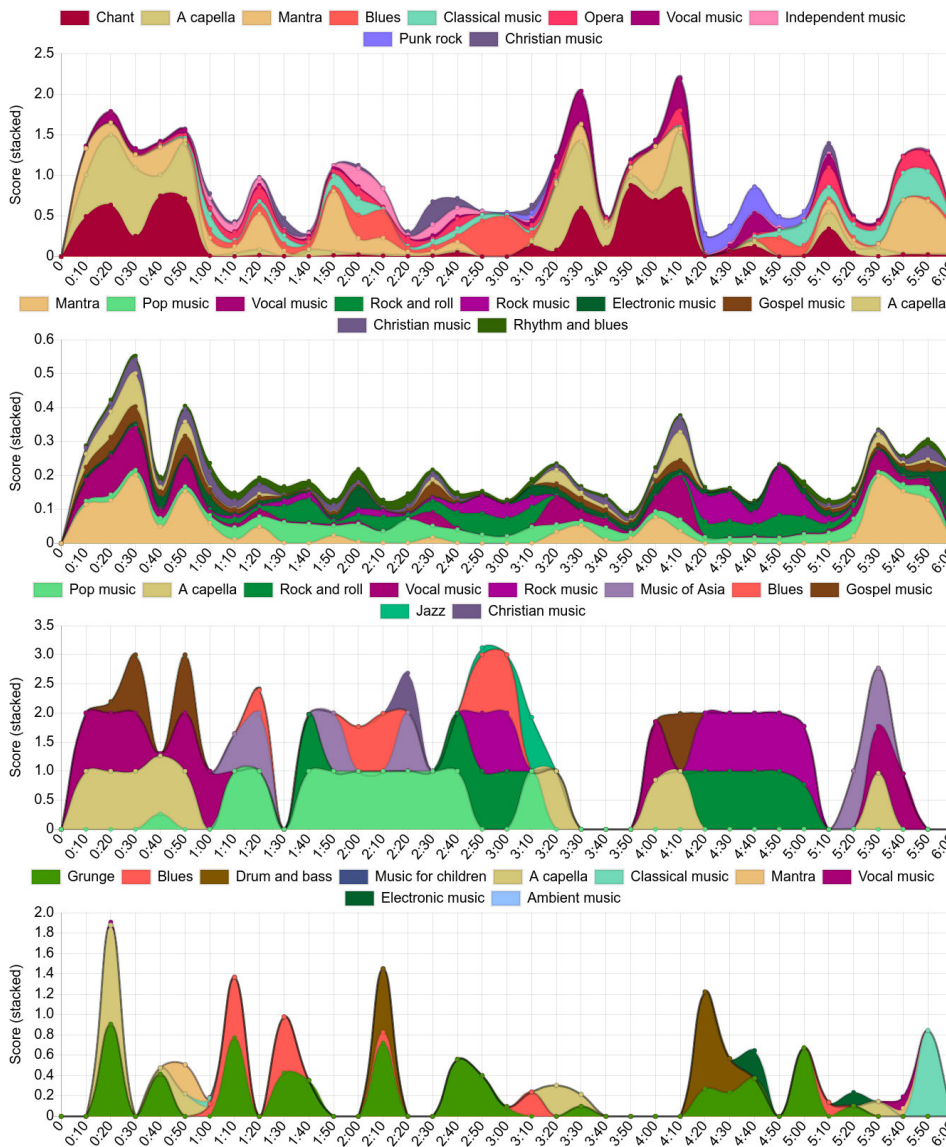 Chant A capella Mantra Blues Classical music Opera Vocal music Independent music
Punk rock Christian music
Score (stacked)
2.5
2.0
1.5
1.0
0.5
0
0 0:10 0:20 0:30 0:40 0:50 1:00 1:10 1:20 1:30 1:40 1:50 2:00 2:10 2:20 2:30 2:40 2:50 3:00 3:10 3:20 3:30 3:40 3:50 4:00 4:10 4:20 4:30 4:40 4:50 5:00 5:10 5:20 5:30 5:40 5:50 6:0
Mantra Pop music Vocal music Rock and roll Rock music Electronic music Gospel music A capella
Christian music Rhythm and blues
Score (stacked)
0.6
0.5
0.4
0.3
0.2
0.1
0
0 0:10 0:20 0:30 0:40 0:50 1:00 1:10 1:20 1:30 1:40 1:50 2:00 2:10 2:20 2:30 2:40 2:50 3:00 3:10 3:20 3:30 3:40 3:50 4:00 4:10 4:20 4:30 4:40 4:50 5:00 5:10 5:20 5:30 5:40 5:50 6:0
Pop music A capella Rock and roll Vocal music Rock music Music of Asia Blues Gospel music
Jazz Christian music
Score (stacked)
3.5
3.0
2.5
2.0
1.5
1.0
0.5
0
0 0:10 0:20 0:30 0:40 0:50 1:00 1:10 1:20 1:30 1:40 1:50 2:00 2:10 2:20 2:30 2:40 2:50 3:00 3:10 3:20 3:30 3:40 3:50 4:00 4:10 4:20 4:30 4:40 4:50 5:00 5:10 5:20 5:30 5:40 5:50 6:0
Grunge Blues Drum and bass Music for children A capella Classical music Mantra Vocal music
Electronic music Ambient music
Score (stacked)
2.0
1.8
1.6
1.4
1.2
1.0
0.8
0.6
0.4
0.2
0
0 0:10 0:20 0:30 0:40 0:50 1:00 1:10 1:20 1:30 1:40 1:50 2:00 2:10 2:20 2:30 2:40 2:50 3:00 3:10 3:20 3:30 3:40 3:50 4:00 4:10 4:20 4:30 4:40 4:50 5:00 5:10 5:20 5:30 5:40 5:50 6:0